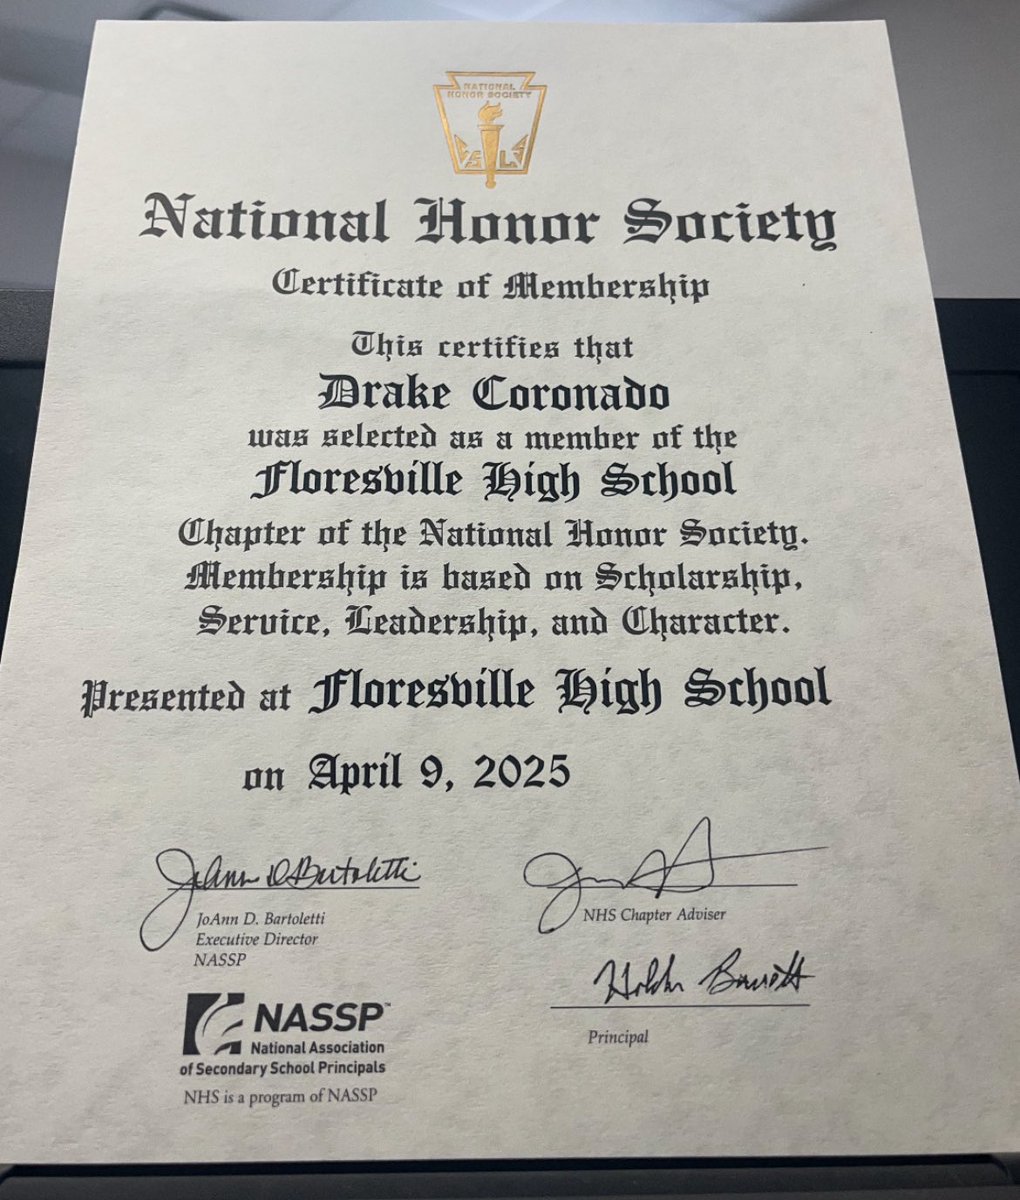 NATIONAL
HONOR SOCIETY
C S L S
National Honor Society
Certificate of Membership
This certifies that
Drake Coronado
was selected as a member of the
Floresville High School
Chapter of the National Honor Society.
Membership is based on Scholarship,
Service, Leadership, and Character.
Presented at Floresville High School
on April 9, 2025
JoAnn D Bartoletti
JoAnn D. Bartoletti
Executive Director
NASSP
NHS Chapter Adviser
Principal
NASSP™
National Association
of Secondary School Principals
NHS is a program of NASSP